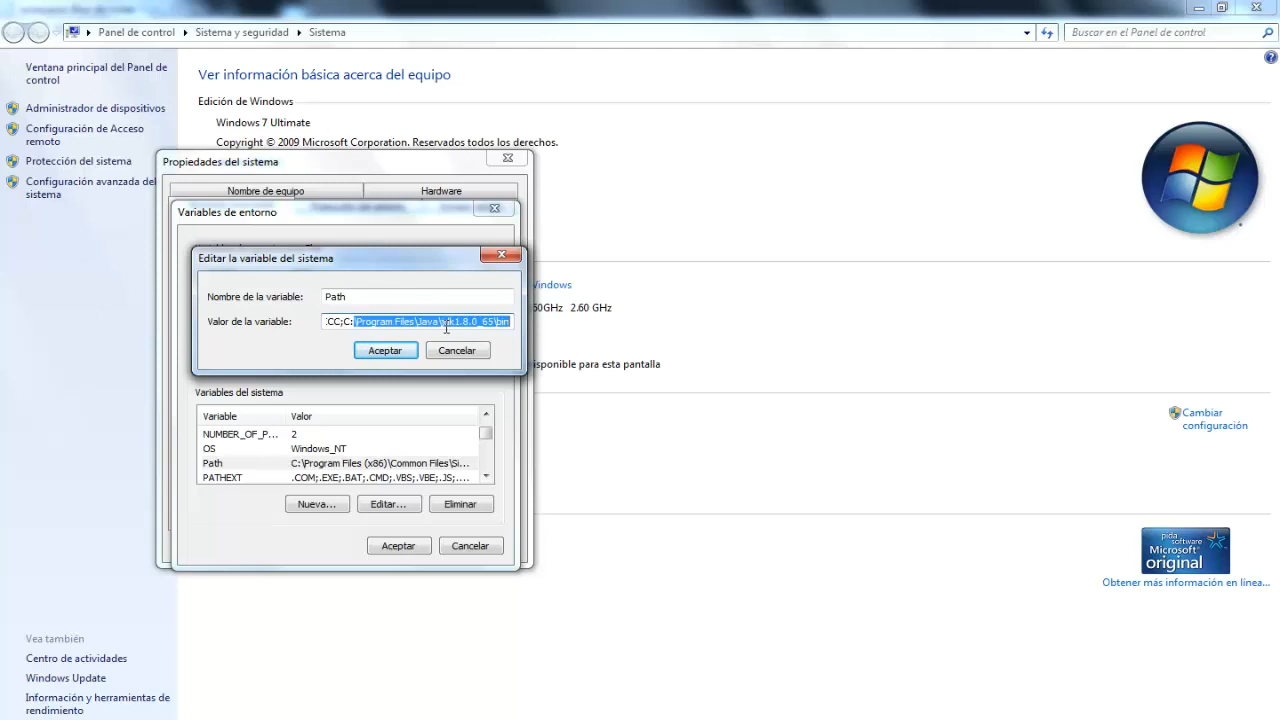 Panel de control
Sistema y seguridad
Sistema
Buscar en el Panel de control
Ventana principal del Panel de
control
Administrador de dispositivos
Configuración de Acceso
remoto
Protección del sistema
Configuración avanzada del
sistema
Ver información básica acerca del equipo
Edición de Windows
Windows 7 Ultimate
Copyright © 2009 Microsoft Corporation. Reservados todos los derechos.
Propiedades del sistema
Nombre de equipo
Hardware
Variables de entorno
Editar la variable del sistema
Nombre de la variable:
Path
Valor de la variable:
CC;C:\Program Files\Java\jdk1.8.0_65\bin
Aceptar
Cancelar
Windows
60GHz 2.60 GHz
isponible para esta pantalla
Variables del sistema
Variable
Valor
NUMBER_OF_P...
2
OS
Windows_NT
Path
C:\Program Files (x86)\Common Files\Si...
PATHEXT
.COM;.EXE;.BAT;.CMD;.VBS;.VBE;.JS;....
Nueva...
Editar...
Eliminar
Aceptar
Cancelar
Cambiar
configuración
pida
software
Microsoft
original
Obtener más información en línea...
Vea también
Centro de actividades
Windows Update
Información y herramientas de
rendimiento